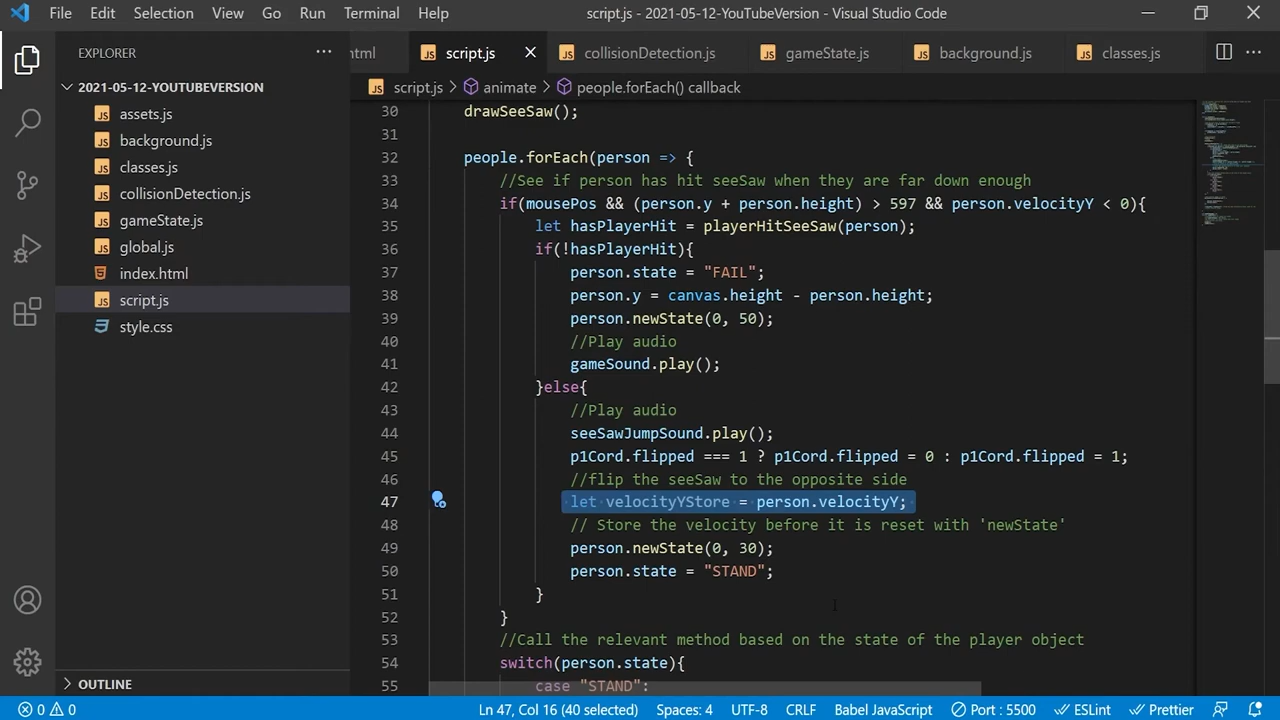 File Edit Selection View Go Run Terminal Help script.js - 2021-05-12-YouTubeVersion - Visual Studio Code
EXPLORER
html script.js collisionDetection.js gameState.js background.js classes.js
2021-05-12-YOUTUBEVERSION
script.js > animate > people.forEach() callback
assets.js
background.js
classes.js
collisionDetection.js
gameState.js
global.js
index.html
script.js
style.css
OUTLINE
30 drawSeeSaw();
31
32 people.forEach(person => {
33 //See if person has hit seeSaw when they are far down enough
34 if(mousePos && (person.y + person.height) > 597 && person.velocityY < 0){
35 let hasPlayerHit = playerHitSeeSaw(person);
36 if(!hasPlayerHit){
37 person.state = "FAIL";
38 person.y = canvas.height - person.height;
39 person.newState(0, 50);
40 //Play audio
41 gameSound.play();
42 }else{
43 //Play audio
44 seeSawJumpSound.play();
45 p1Cord.flipped === 1 ? p1Cord.flipped = 0 : p1Cord.flipped = 1;
46 //flip the seeSaw to the opposite side
47 let velocityYStore = person.velocityY;
48 // Store the velocity before it is reset with 'newState'
49 person.newState(0, 30);
50 person.state = "STAND";
51 }
52 }
53 //Call the relevant method based on the state of the player object
54 switch(person.state){
55 case "STAND":
0 0 Ln 47, Col 16 (40 selected) Spaces: 4 UTF-8 CRLF Babel JavaScript Port : 5500 ESLint Prettier